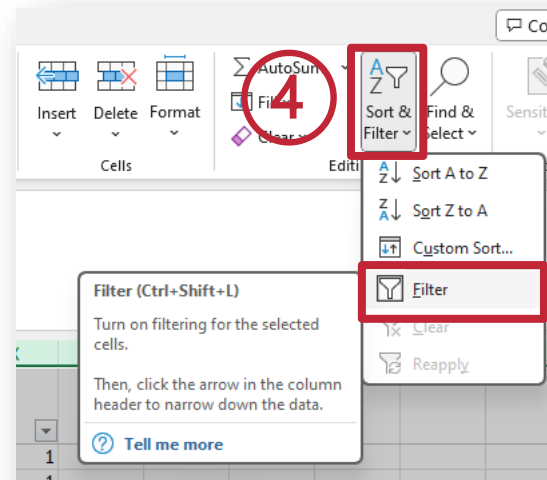 Co
AutoSum
4
Fill
Clear
Insert Delete Format
Sort &
Filter
Find &
Select
Sensit
Cells
Editi
Sort A to Z
Sort Z to A
Custom Sort...
Filter
Clear
Reapply
Filter (Ctrl+Shift+L)
Turn on filtering for the selected
cells.
Then, click the arrow in the column
header to narrow down the data.
Tell me more
1
1